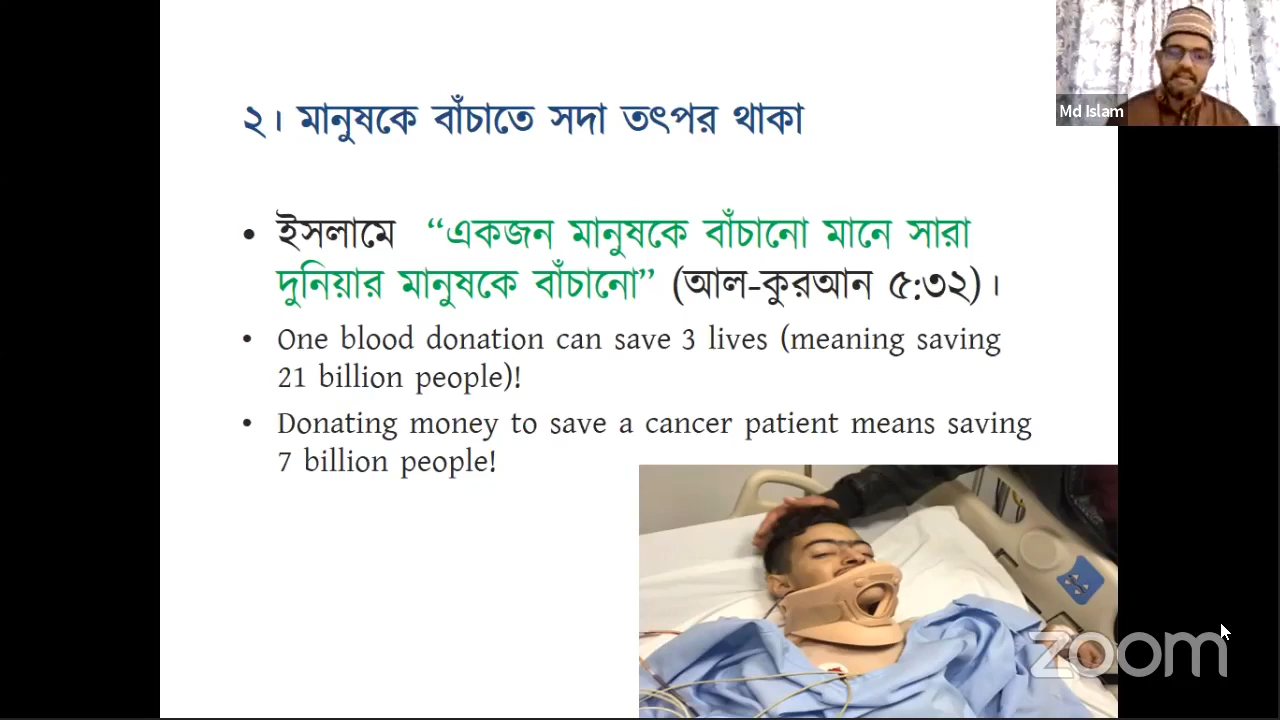 Md Islam
২। মানুষকে বাঁচাতে সদা তৎপর থাকা
• ইসলামে “একজন মানুষকে বাঁচানো মানে সারা
দুনিয়ার মানুষকে বাঁচানো” (আল-কুরআন ৫:৩২)।
• One blood donation can save 3 lives (meaning saving
21 billion people)!
• Donating money to save a cancer patient means saving
7 billion people!
zoom